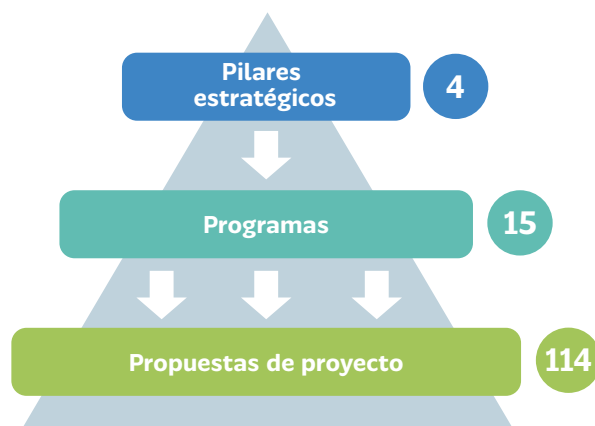 Pilares
estratégicos
4
Programas
15
Propuestas de proyecto
114